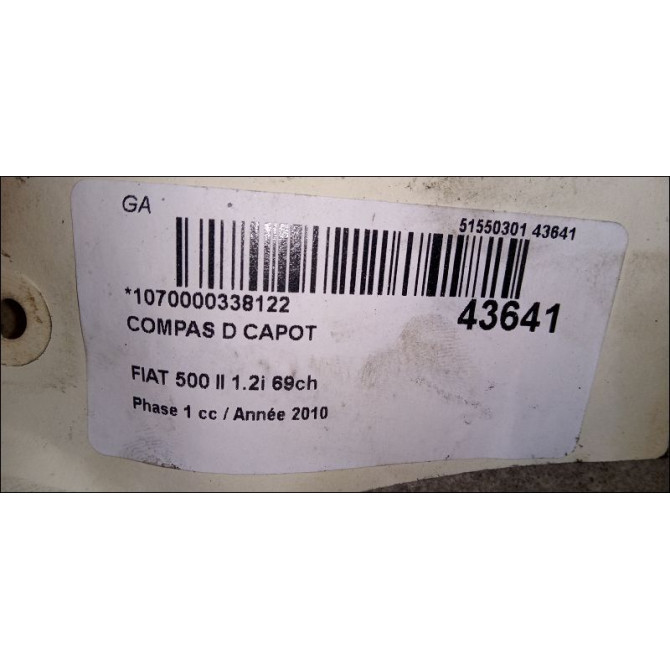 GA
51550301 43641
*1070000338122
43641
COMPAS D CAPOT
FIAT 500 II 1.2i 69ch
Phase 1 cc / Année 2010